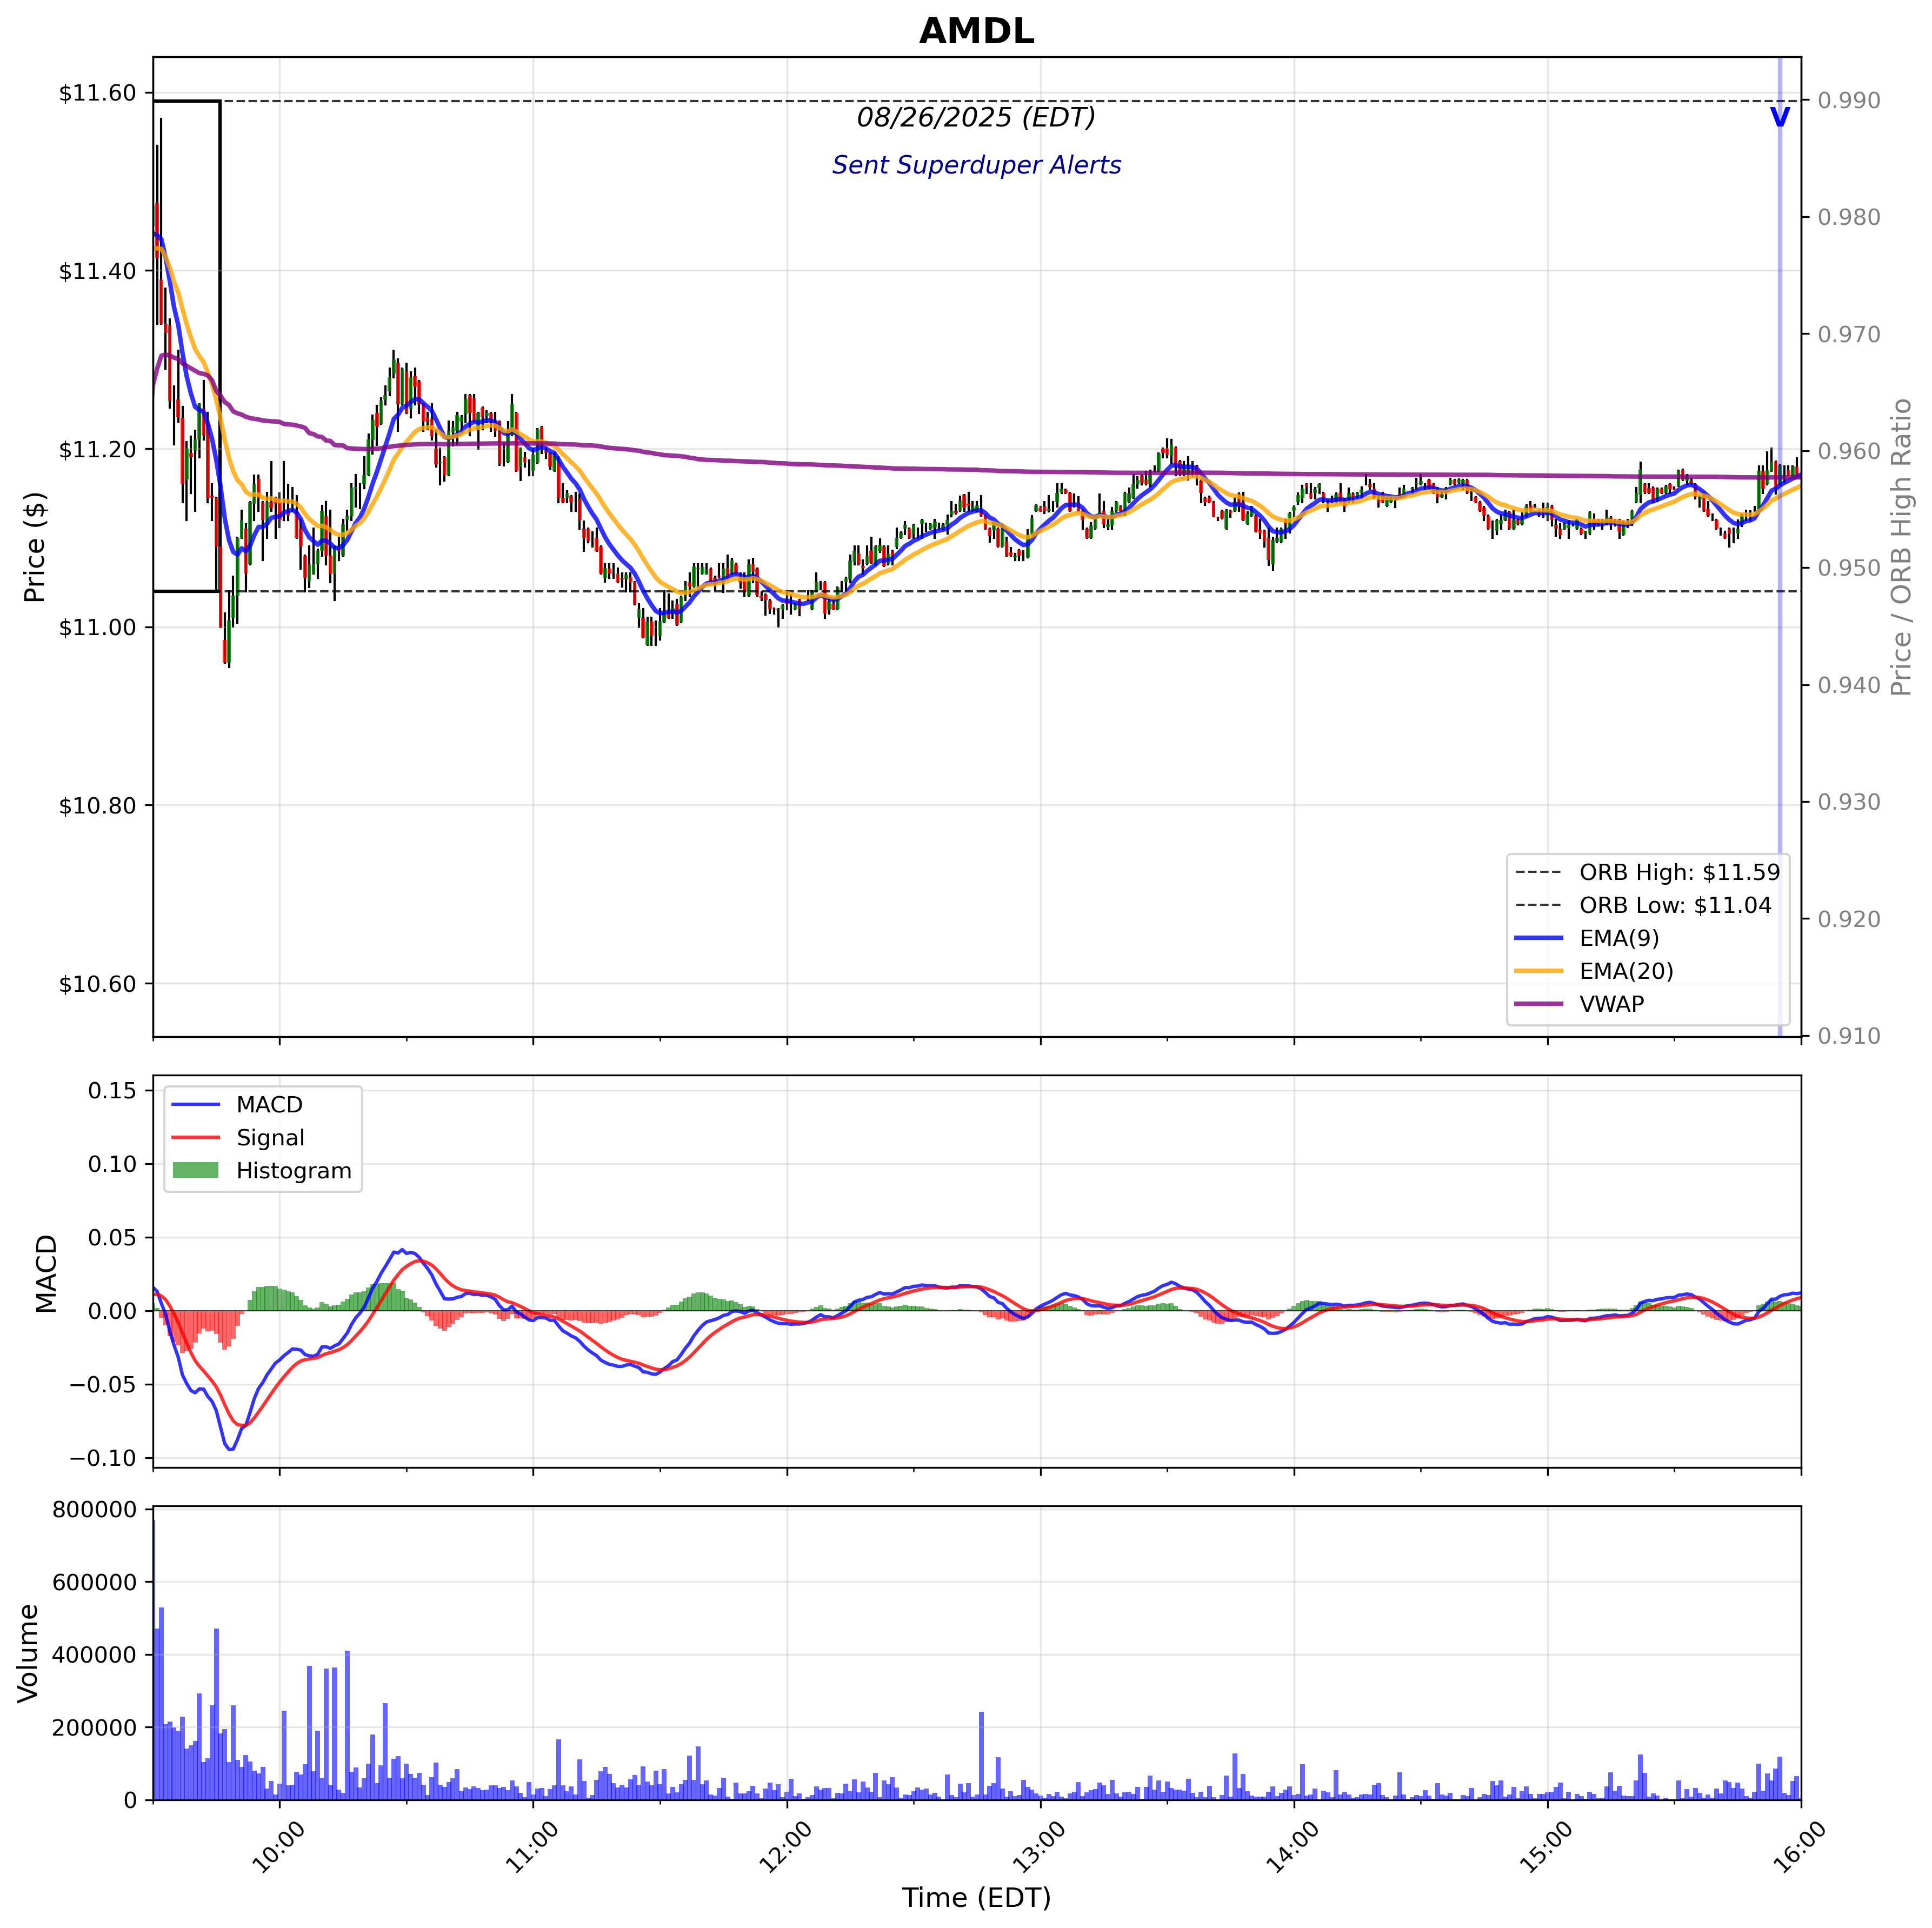 AMDL
08/26/2025 (EDT)
Sent Superduper Alerts
V
Price ($)
$11.60
$11.40
$11.20
$11.00
$10.80
$10.60
0.990
0.980
0.970
0.960
0.950
0.940
0.930
0.920
0.910
Price / ORB High Ratio
ORB High: $11.59
ORB Low: $11.04
EMA(9)
EMA(20)
VWAP
MACD
0.15
0.10
0.05
0.00
−0.05
−0.10
MACD
Signal
Histogram
Volume
800000
600000
400000
200000
0
10:00
11:00
12:00
13:00
14:00
15:00
16:00
Time (EDT)